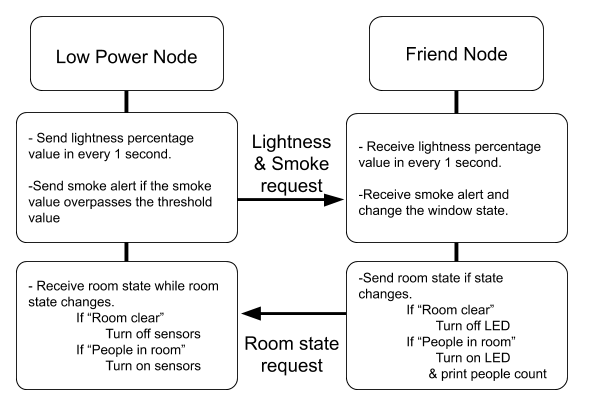 Low Power Node
Friend Node
- Send lightness percentage
value in every 1 second.
-Send smoke alert if the smoke
value overpasses the threshold
value
Lightness
& Smoke
request
- Receive lightness percentage
value in every 1 second.
-Receive smoke alert and
change the window state.
- Receive room state while room
state changes.
If “Room clear”
Turn off sensors
If “People in room”
Turn on sensors
Room state
request
-Send room state if state
changes.
If “Room clear”
Turn off LED
If “People in room”
Turn on LED
& print people count